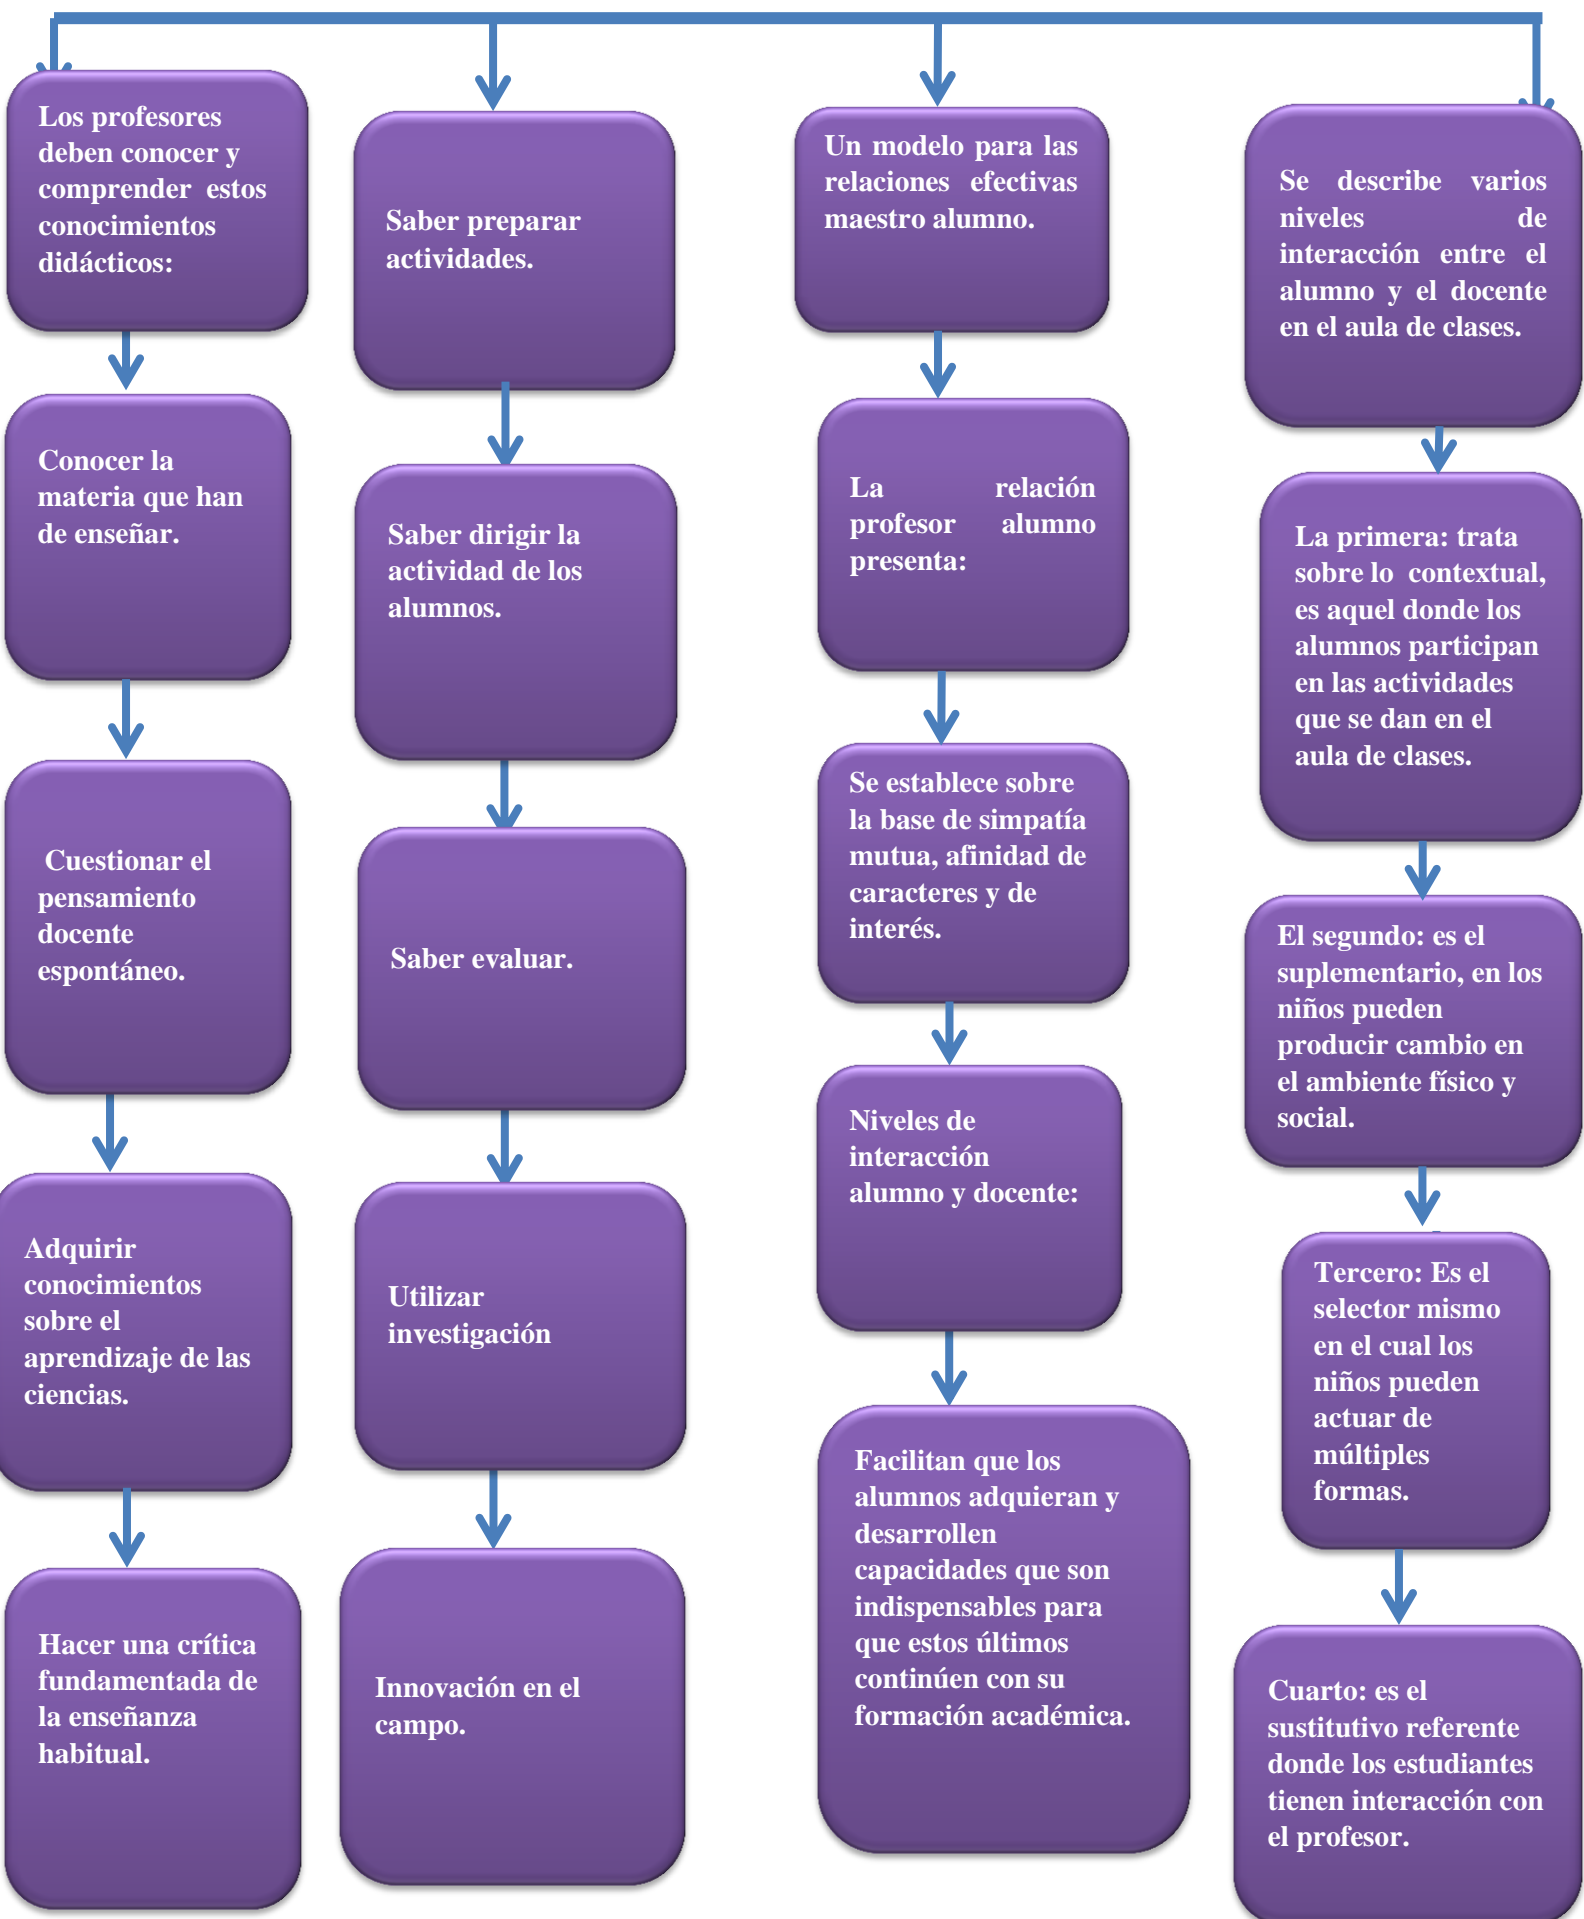 Los profesores
deben conocer y
comprender estos
conocimientos
didácticos:
Conocer la
materia que han
de enseñar.
Cuestionar el
pensamiento
docente
espontáneo.
Adquirir
conocimientos
sobre el
aprendizaje de las
ciencias.
Hacer una crítica
fundamentada de
la enseñanza
habitual.
Saber preparar
actividades.
Saber dirigir la
actividad de los
alumnos.
Saber evaluar.
Utilizar
investigación
Innovación en el
campo.
Un modelo para las
relaciones efectivas
maestro alumno.
La relación
profesor alumno
presenta:
Se establece sobre
la base de simpatía
mutua, afinidad de
caracteres y de
interés.
Niveles de
interacción
alumno y docente:
Facilitan que los
alumnos adquieran y
desarrollen
capacidades que son
indispensables para
que estos últimos
continúen con su
formación académica.
Se describe varios
niveles de
interacción entre el
alumno y el docente
en el aula de clases.
La primera: trata
sobre lo contextual,
es aquel donde los
alumnos participan
en las actividades
que se dan en el
aula de clases.
El segundo: es el
suplementario, en los
niños pueden
producir cambio en
el ambiente físico y
social.
Tercero: Es el
selector mismo
en el cual los
niños pueden
actuar de
múltiples
formas.
Cuarto: es el
sustitutivo referente
donde los estudiantes
tienen interacción con
el profesor.